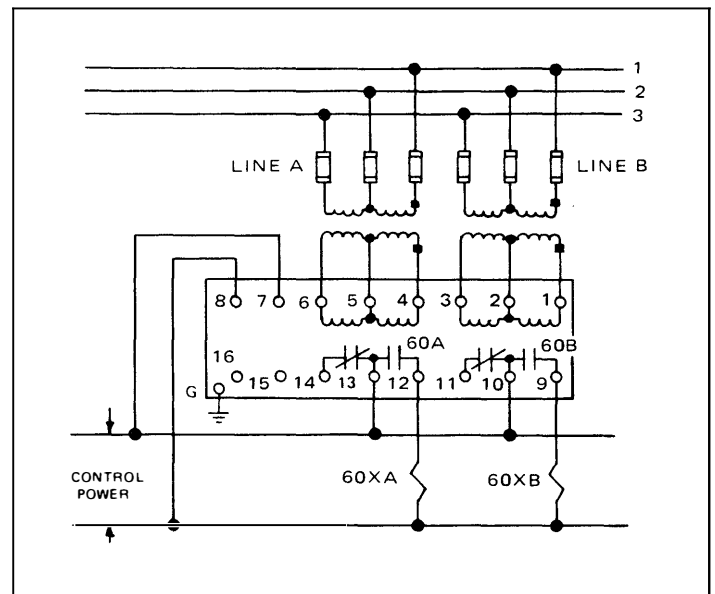 1
2
3
LINE A
LINE B
8 7 6 5 4 3 2 1
60A
60B
16
15 14 13 12 11 10 9
G
CONTROL
POWER
60XA
60XB